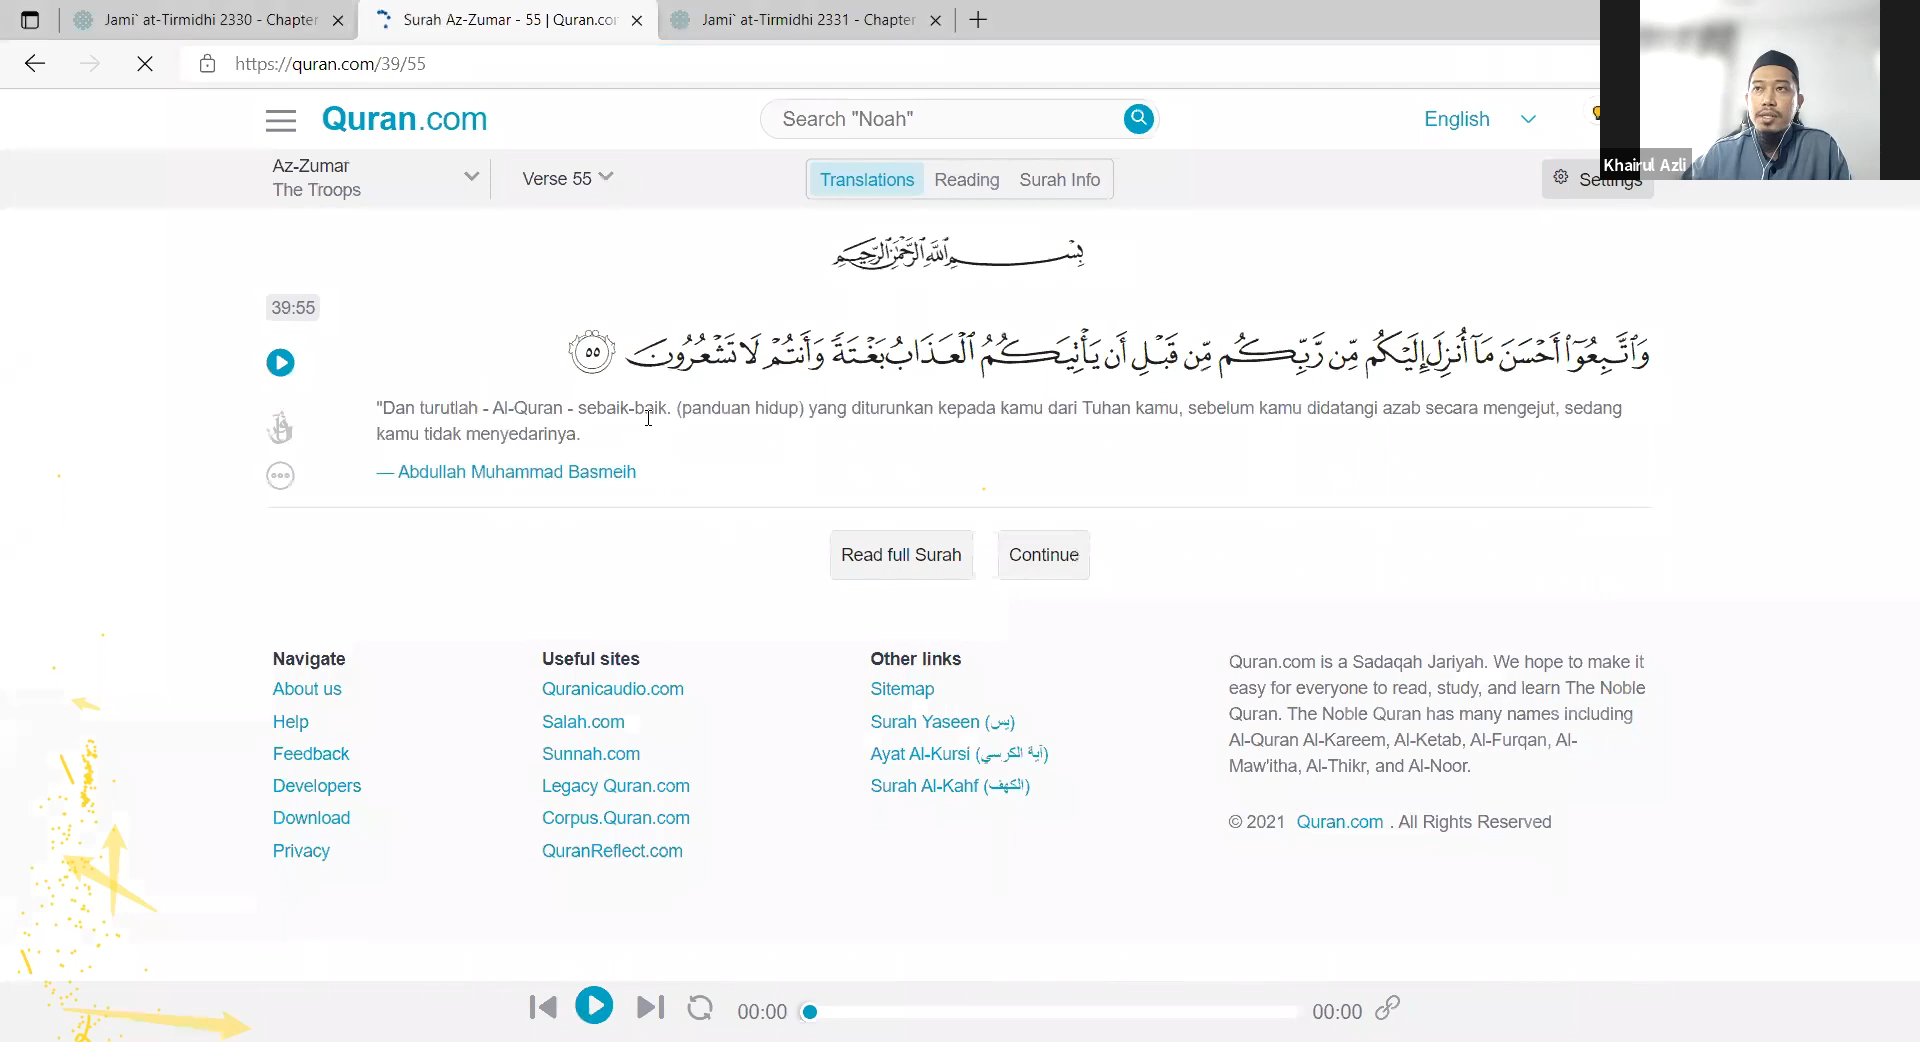 Jami` at-Tirmidhi 2330 - Chapter
Surah Az-Zumar - 55 | Quran.com
Jami` at-Tirmidhi 2331 - Chapter
https://quran.com/39/55
Quran.com
Search "Noah"
English
Khairul Azli
Az-Zumar
The Troops
Verse 55
Translations
Reading
Surah Info
Settings
بِسْمِ ٱللَّهِ ٱلرَّحْمَٰنِ ٱلرَّحِيمِ
39:55
وَٱتَّبِعُوٓا۟ أَحْسَنَ مَآ أُنزِلَ إِلَيْكُم مِّن رَّبِّكُم مِّن قَبْلِ أَن يَأْتِيَكُمُ ٱلْعَذَابُ بَغْتَةً وَأَنتُمْ لَا تَشْعُرُونَ ٥٥
"Dan turutlah - Al-Quran - sebaik-baik. (panduan hidup) yang diturunkan kepada kamu dari Tuhan kamu, sebelum kamu didatangi azab secara mengejut, sedang
kamu tidak menyedarinya.
— Abdullah Muhammad Basmeih
Read full Surah
Continue
Navigate
About us
Help
Feedback
Developers
Download
Privacy
Useful sites
Quranicaudio.com
Salah.com
Sunnah.com
Legacy Quran.com
Corpus.Quran.com
QuranReflect.com
Other links
Sitemap
Surah Yaseen (يس)
Ayat Al-Kursi (آية الكرسي)
Surah Al-Kahf (الكهف)
Quran.com is a Sadaqah Jariyah. We hope to make it
easy for everyone to read, study, and learn The Noble
Quran. The Noble Quran has many names including
Al-Quran Al-Kareem, Al-Ketab, Al-Furqan, Al-
Maw'itha, Al-Thikr, and Al-Noor.
© 2021 Quran.com . All Rights Reserved
00:00
00:00